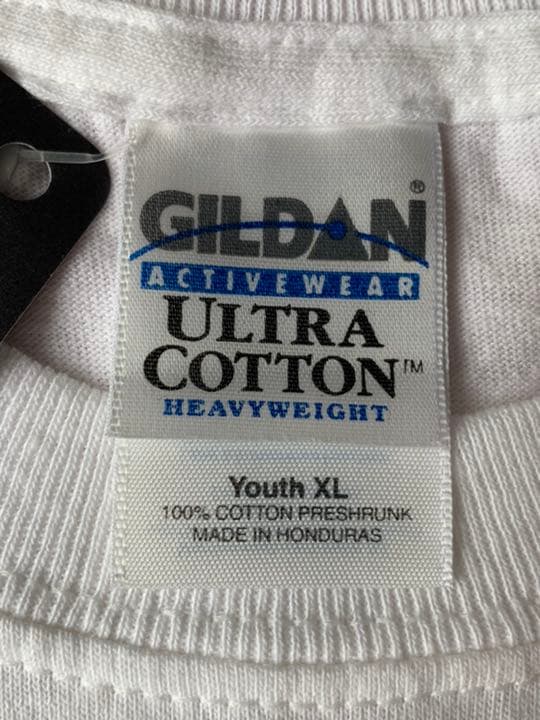 GILDAN®
ACTIVEWEAR
ULTRA
COTTON™
HEAVYWEIGHT
Youth XL
100% COTTON PRESHRUNK
MADE IN HONDURAS